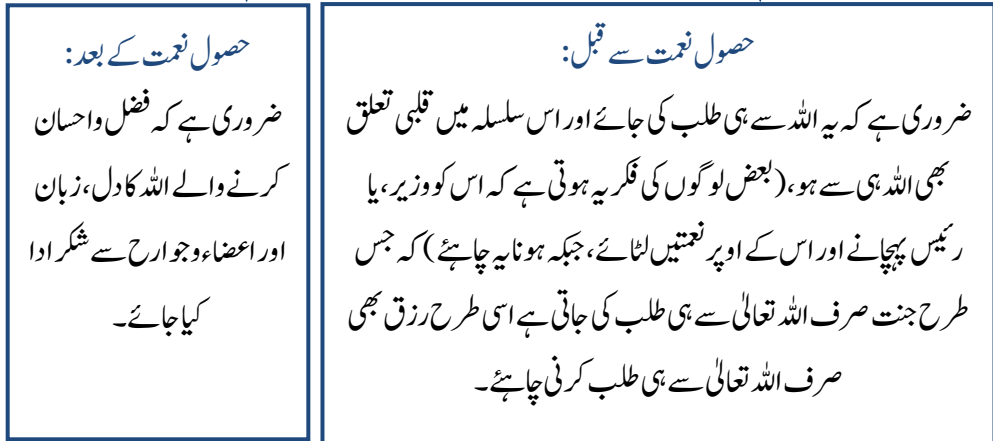 حصول نعمت سے قبل:
ضروری ہے کہ یہ اللہ سے ہی طلب کی جائے اور اس سلسلہ میں قلبی تعلق
بھی اللہ ہی سے ہو،(بعض لوگوں کی فکر یہ ہوتی ہے کہ اس کو وزیر،یا
رئیس پہچانے اور اس کے اوپر نعمتیں لٹائے،جبکہ ہونا یہ چاہئے) کہ جس
طرح جنت صرف اللہ تعالیٰ سے ہی طلب کی جاتی ہے اسی طرح رزق بھی
صرف اللہ تعالیٰ سے ہی طلب کرنی چاہئے۔
حصول نعمت کے بعد:
ضروری ہے کہ فضل واحسان
کرنے والے اللہ کا دل،زبان
اور اعضاء وجوارح سے شکر ادا
کیا جائے۔